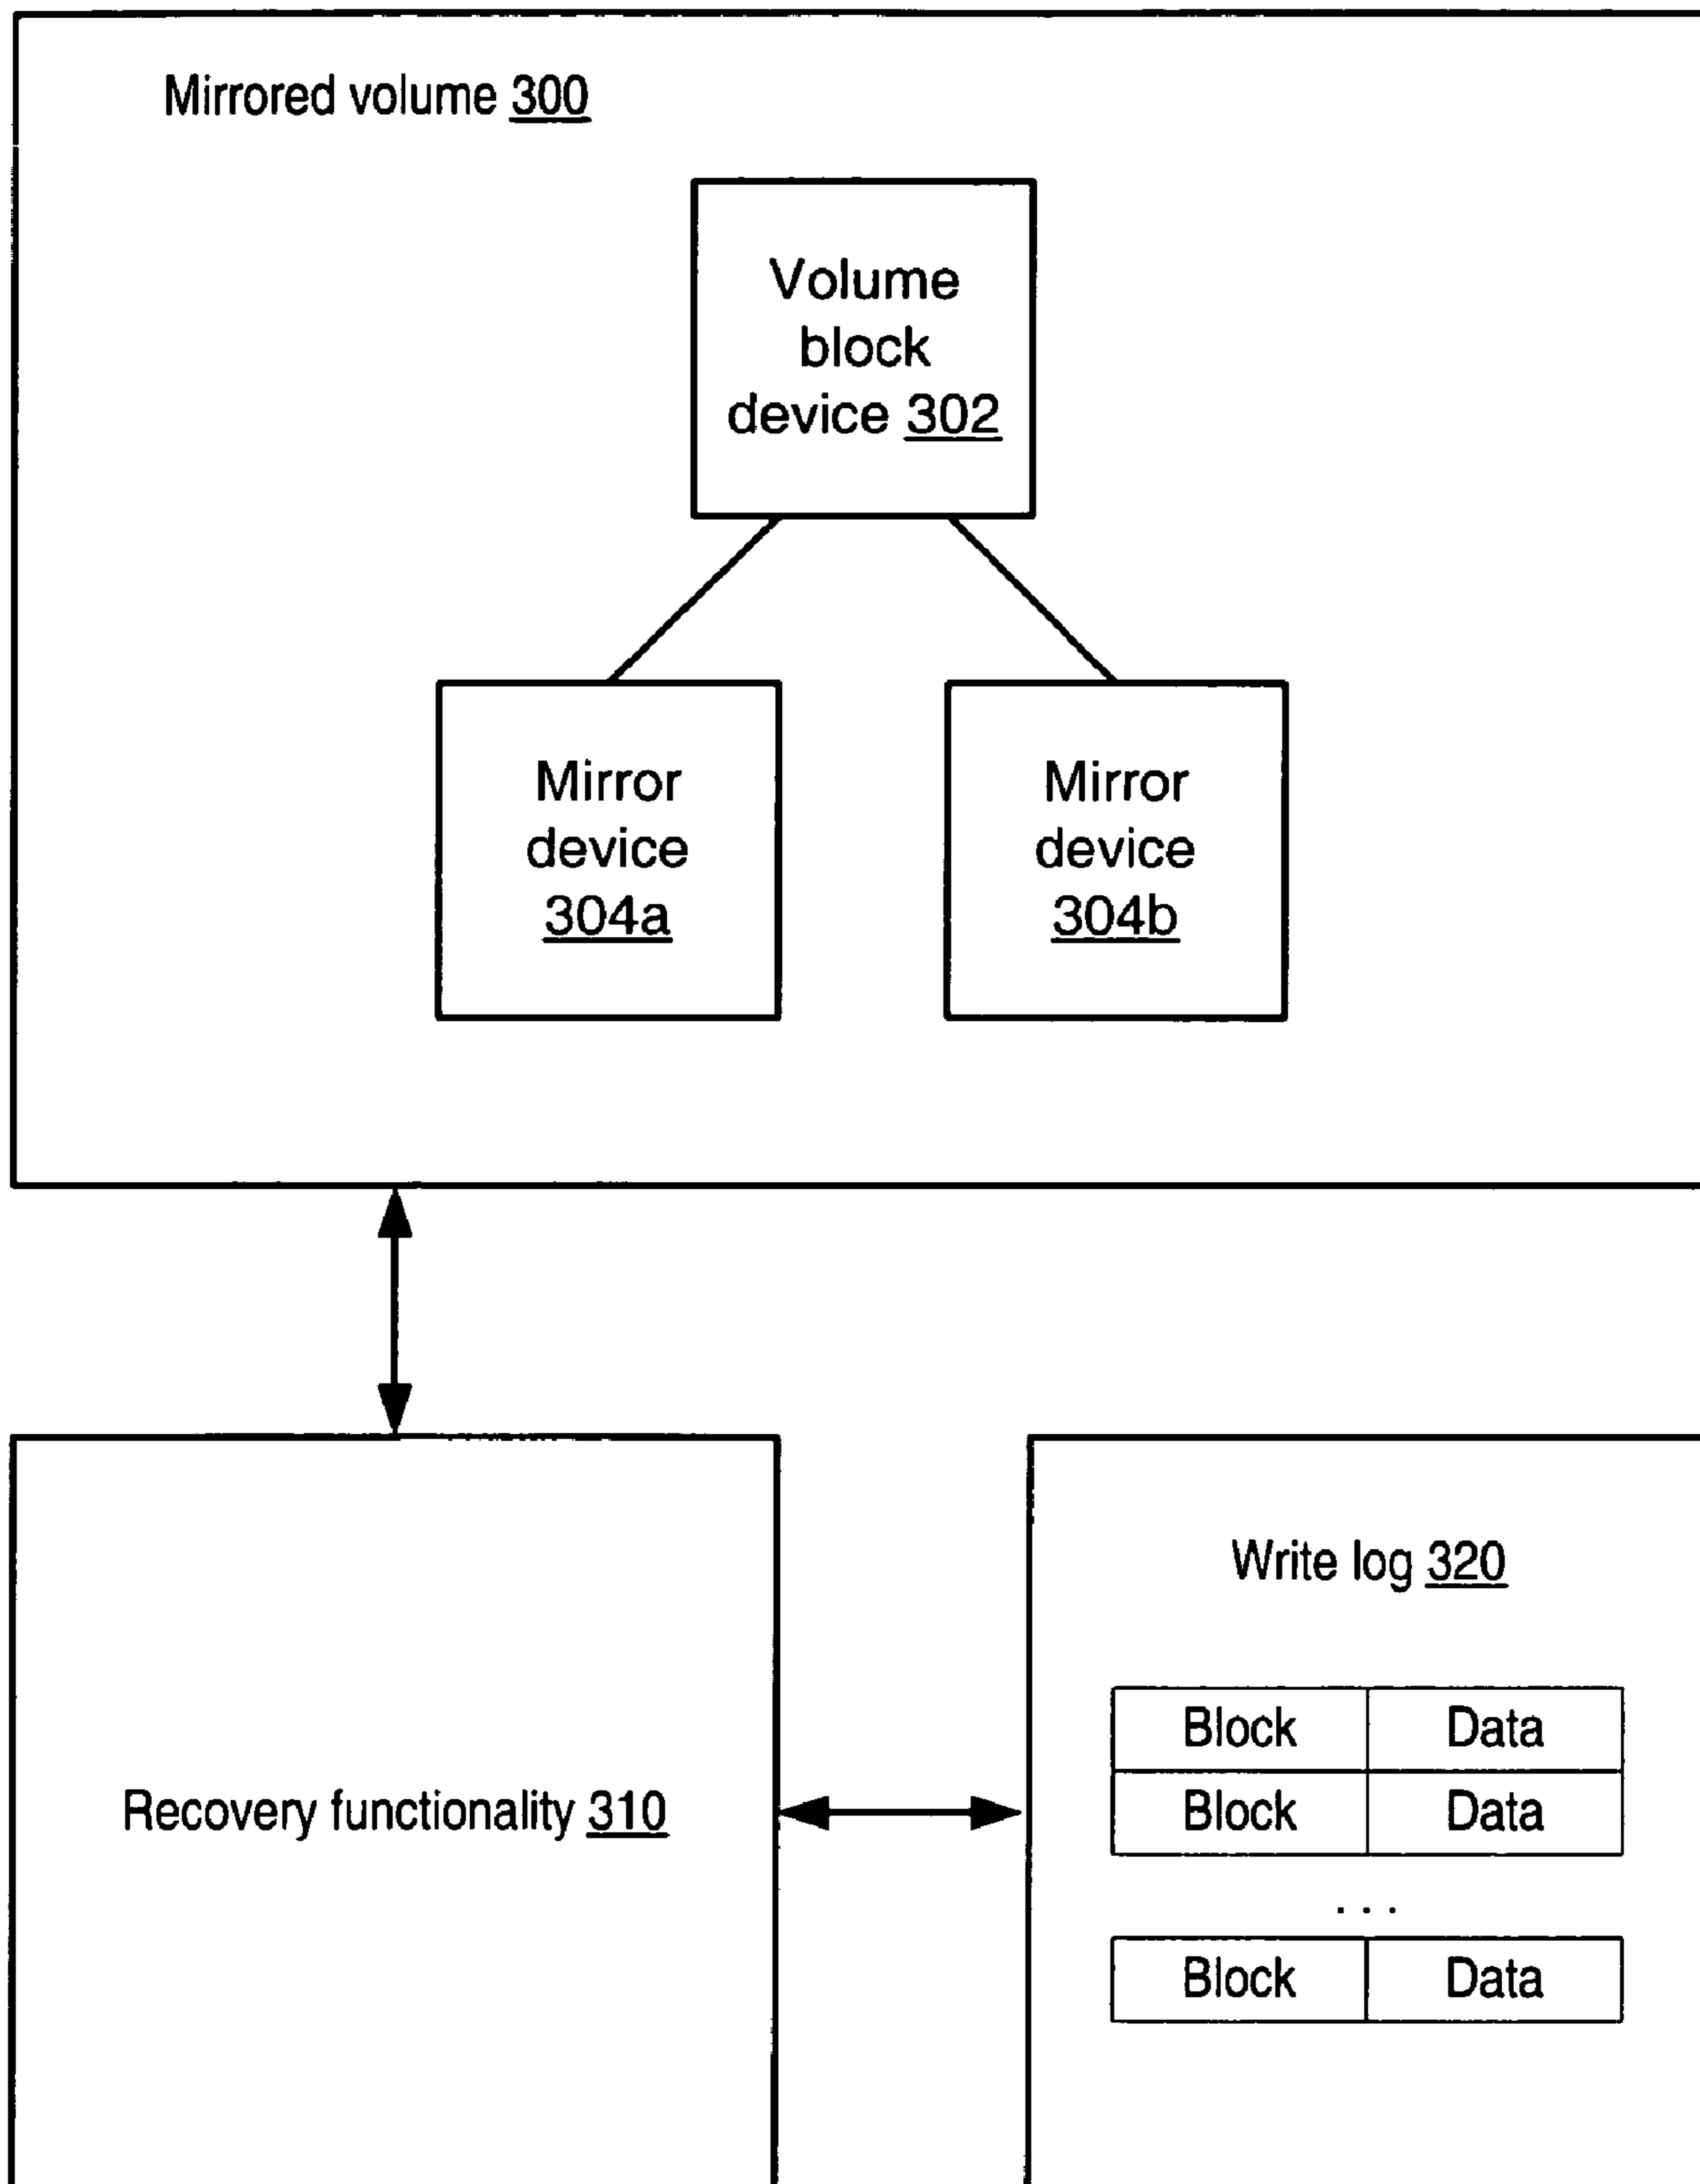 Mirrored volume 300
Volume
block
device 302
Mirror
device
304a
Mirror
device
304b
Write log 320
Block Data
Block Data
. . .
Block Data
Recovery functionality 310